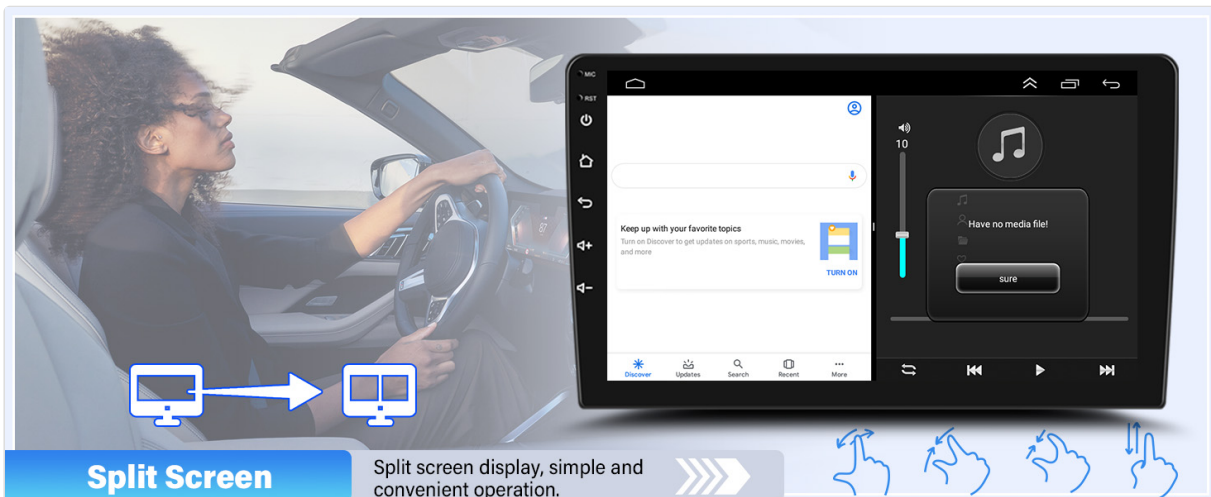 MIC
RST
10
Have no media file!
sure
Keep up with your favorite topics
Turn on Discover to get updates on sports, music, movies,
and more
TURN ON
Discover
Updates
Search
Recent
More
Split Screen
Split screen display, simple and
convenient operation.